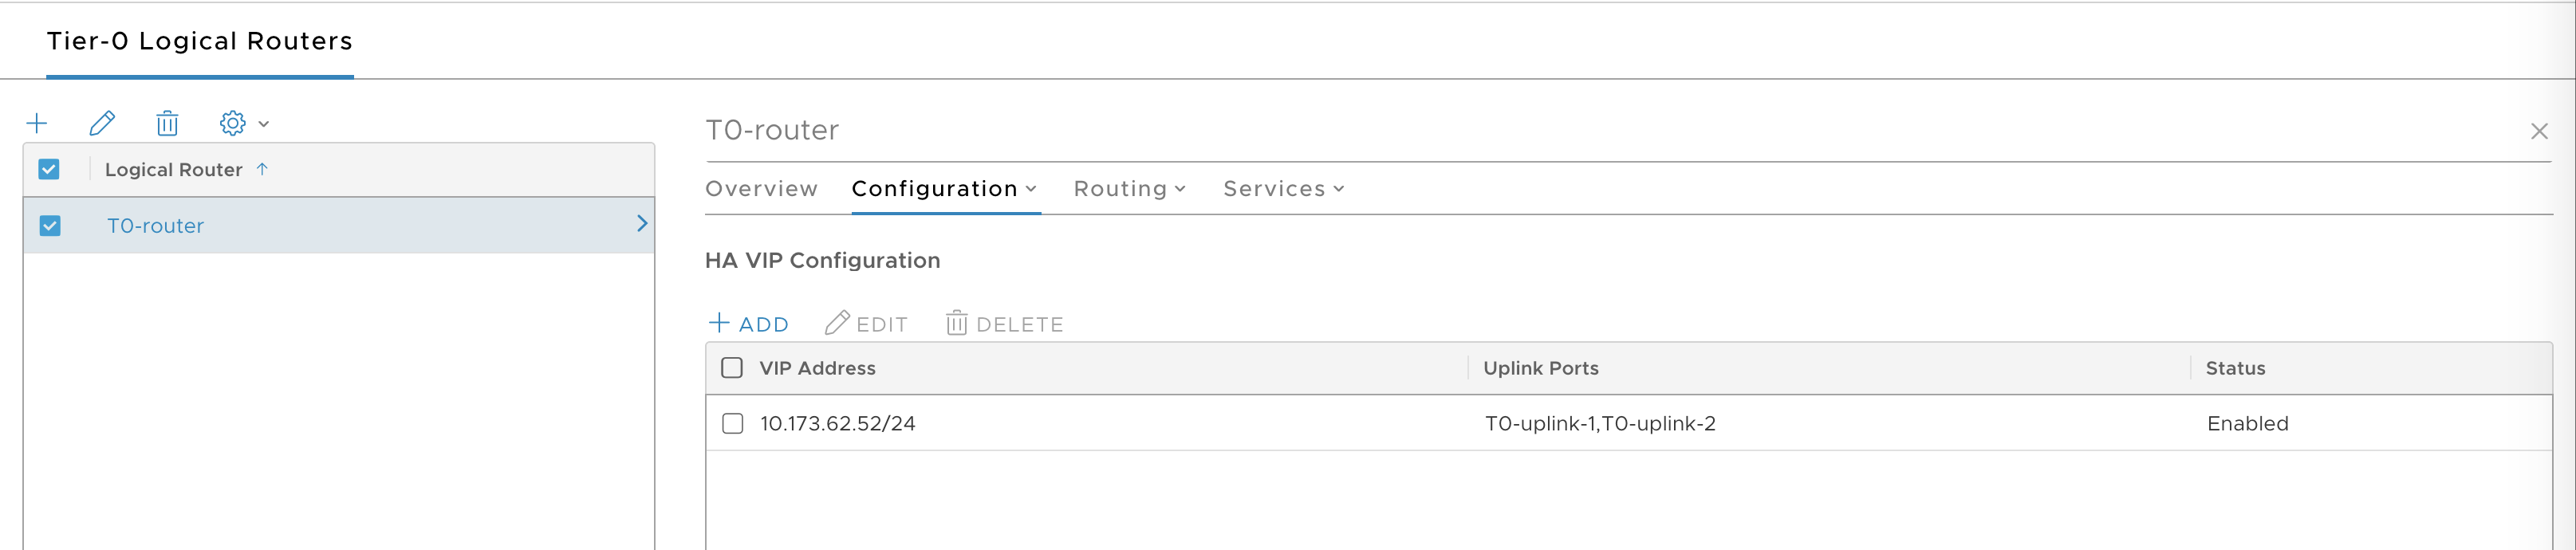 Tier-0 Logical Routers
T0-router
Logical Router
T0-router
Overview Configuration Routing Services
HA VIP Configuration
ADD EDIT DELETE
VIP Address Uplink Ports Status
10.173.62.52/24 T0-uplink-1,T0-uplink-2 Enabled